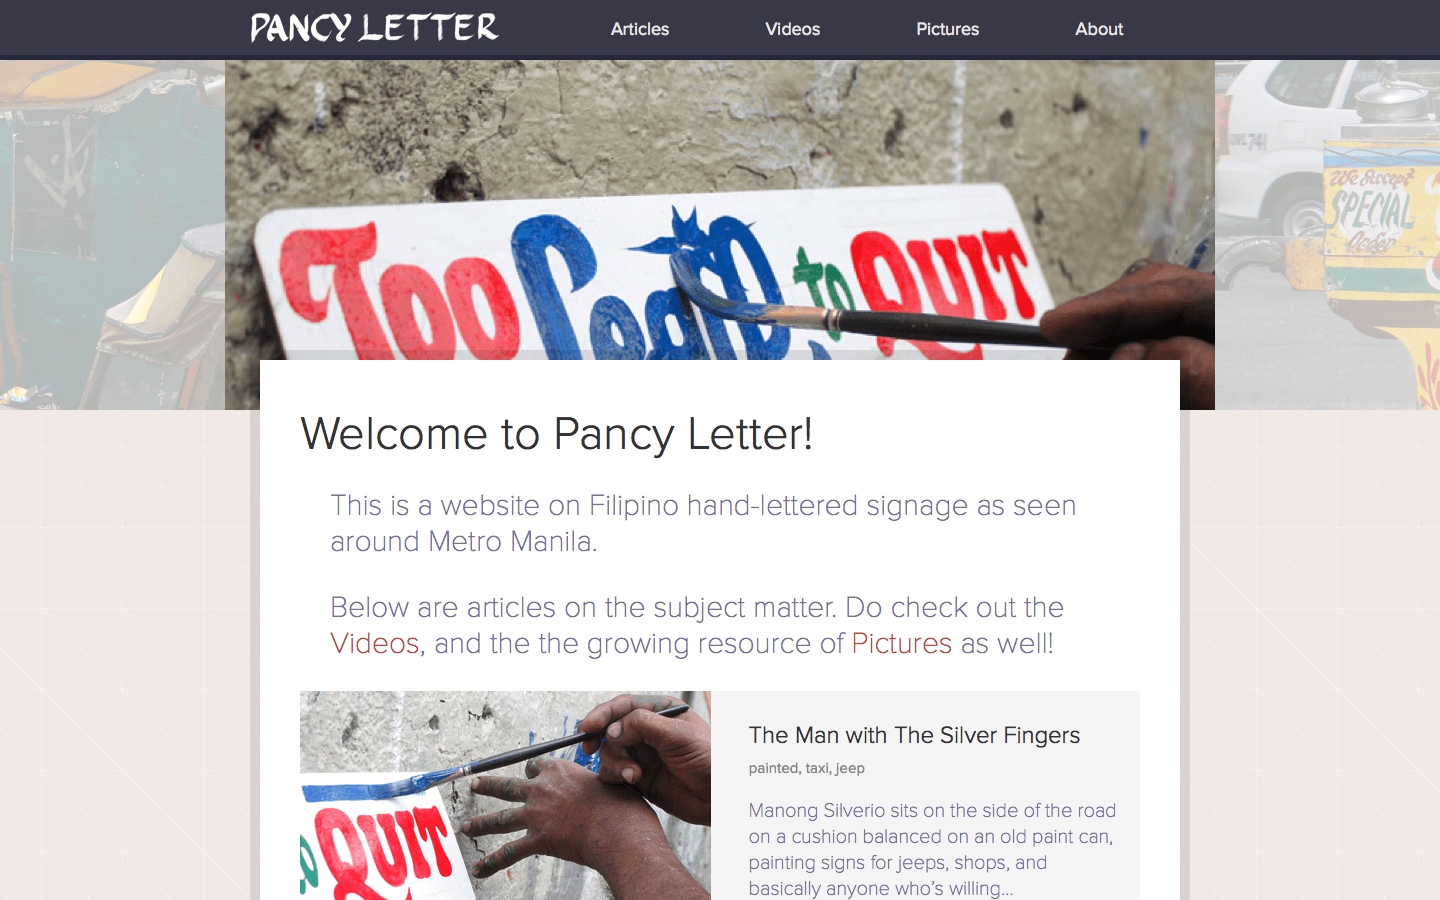 PANCY LETTER
Articles
Videos
Pictures
About
We Accept
SPECIAL
Order
Too Legit to QUIT
Welcome to Pancy Letter!
This is a website on Filipino hand-lettered signage as seen
around Metro Manila.
Below are articles on the subject matter. Do check out the
Videos, and the the growing resource of Pictures as well!
QUIT
The Man with The Silver Fingers
painted, taxi, jeep
Manong Silverio sits on the side of the road
on a cushion balanced on an old paint can,
painting signs for jeeps, shops, and
basically anyone who's willing...